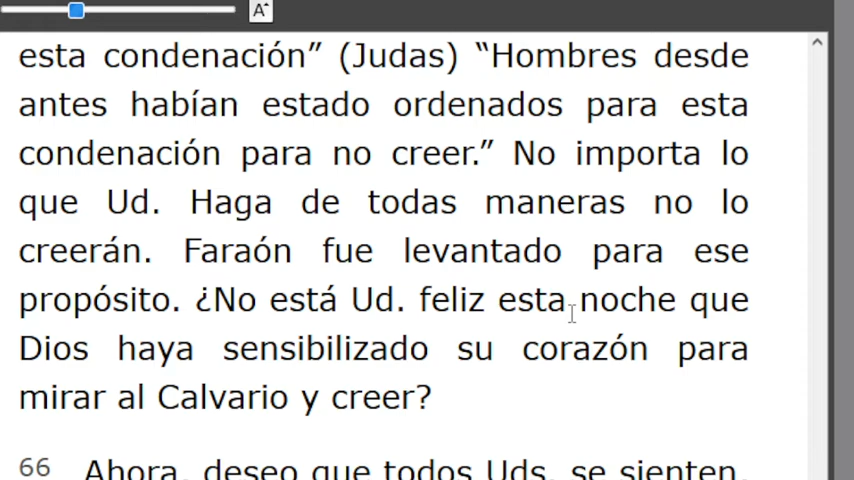 A
esta condenación” (Judas) “Hombres desde
antes habían estado ordenados para esta
condenación para no creer.” No importa lo
que Ud. Haga de todas maneras no lo
creerán. Faraón fue levantado para ese
propósito. ¿No está Ud. feliz esta noche que
Dios haya sensibilizado su corazón para
mirar al Calvario y creer?
66 Ahora, deseo que todos Uds. se sienten,